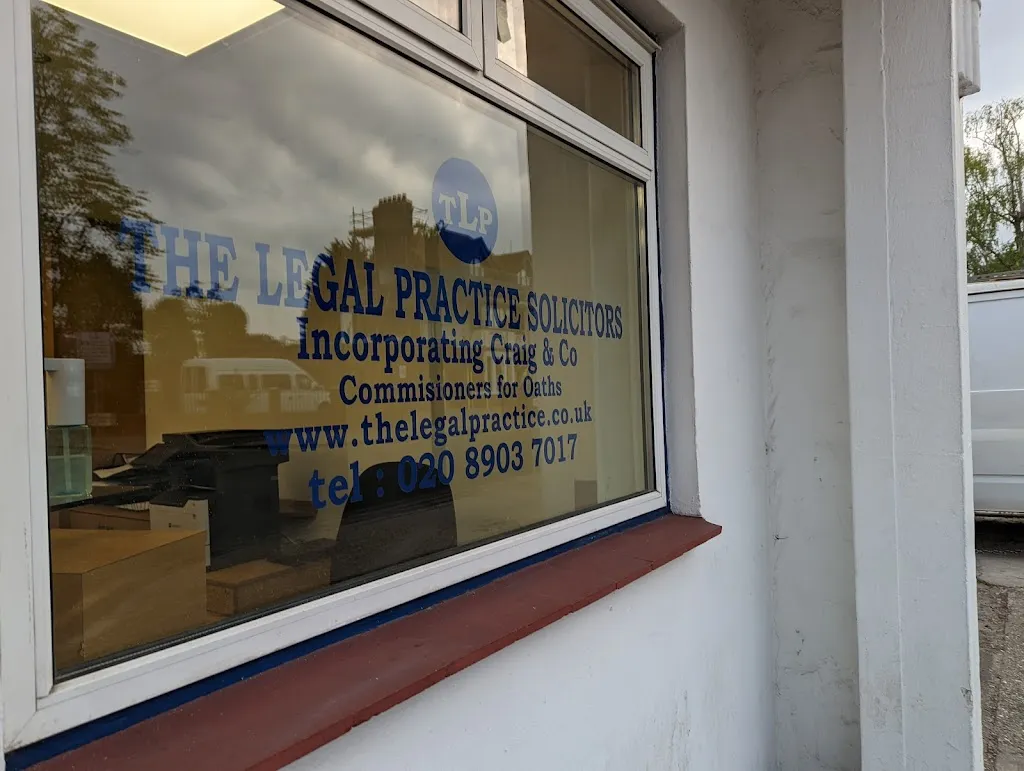 TLP
THE LEGAL PRACTICE SOLICITORS
Incorporating Craig & Co
Commisioners for Oaths
www.thelegalpractice.co.uk
tel : 020 8903 7017